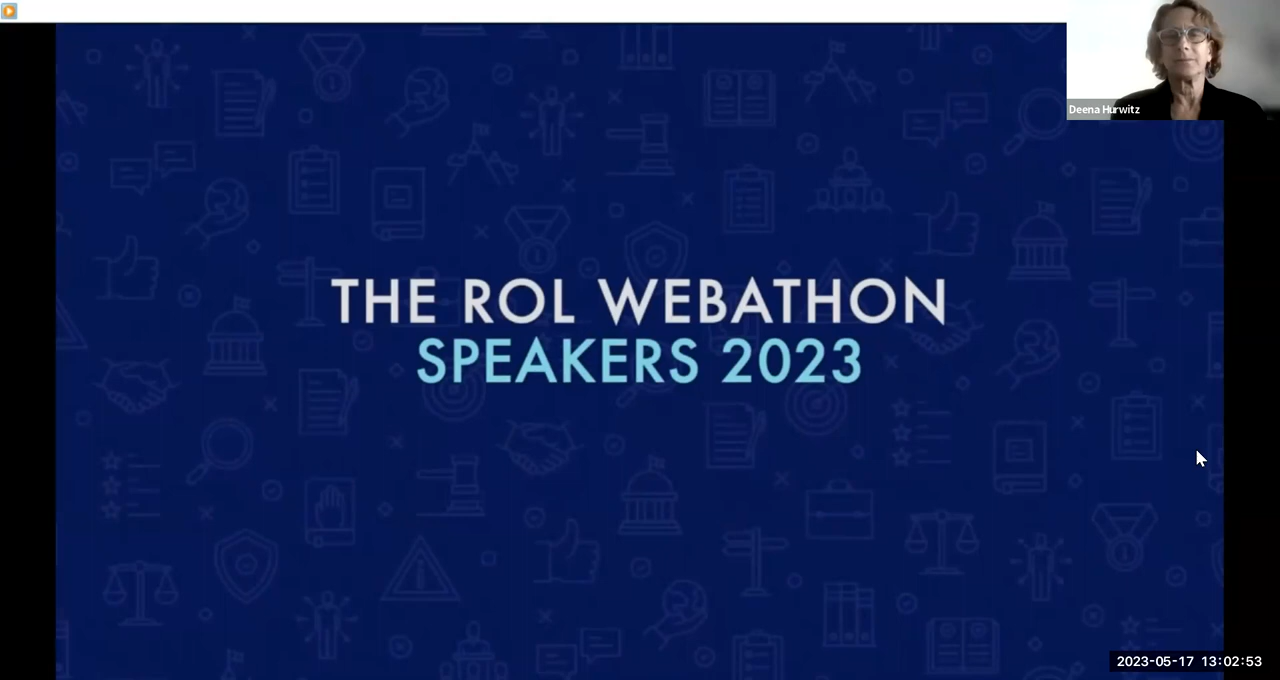 Deena Hurwitz
THE ROL WEBATHON
SPEAKERS 2023
2023-05-17 13:02:53